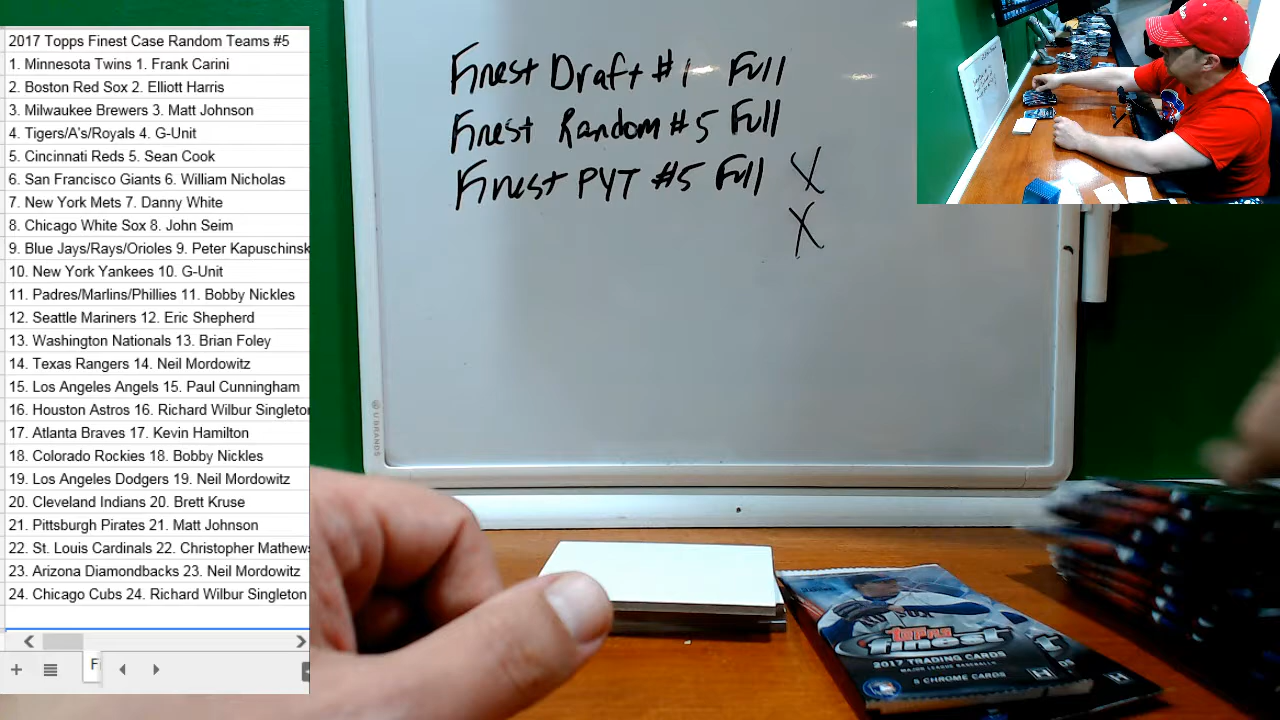 2017 Topps Finest Case Random Teams #5
1. Minnesota Twins 1. Frank Carini
2. Boston Red Sox 2. Elliott Harris
3. Milwaukee Brewers 3. Matt Johnson
4. Tigers/A's/Royals 4. G-Unit
5. Cincinnati Reds 5. Sean Cook
6. San Francisco Giants 6. William Nicholas
7. New York Mets 7. Danny White
8. Chicago White Sox 8. John Seim
9. Blue Jays/Rays/Orioles 9. Peter Kapuschinsk
10. New York Yankees 10. G-Unit
11. Padres/Marlins/Phillies 11. Bobby Nickles
12. Seattle Mariners 12. Eric Shepherd
13. Washington Nationals 13. Brian Foley
14. Texas Rangers 14. Neil Mordowitz
15. Los Angeles Angels 15. Paul Cunningham
16. Houston Astros 16. Richard Wilbur Singleton
17. Atlanta Braves 17. Kevin Hamilton
18. Colorado Rockies 18. Bobby Nickles
19. Los Angeles Dodgers 19. Neil Mordowitz
20. Cleveland Indians 20. Brett Kruse
21. Pittsburgh Pirates 21. Matt Johnson
22. St. Louis Cardinals 22. Christopher Mathews
23. Arizona Diamondbacks 23. Neil Mordowitz
24. Chicago Cubs 24. Richard Wilbur Singleton
F
Finest Draft #1 Full
Finest Random #5 Full
Finest PYT #5 Full X
X
UBRANDS
Topps
finest
2017 TRADING CARDS
MAJOR LEAGUE BASEBALL
5 CHROME CARDS